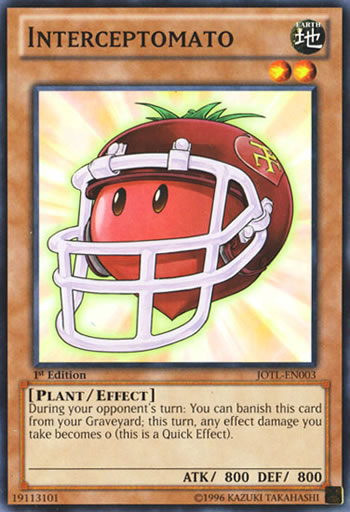 INTERCEPTOMATO
EARTH
地
1st Edition
JOTL-EN003
[PLANT/EFFECT]
During your opponent's turn: You can banish this card
from your Graveyard; this turn, any effect damage you
take becomes 0 (this is a Quick Effect).
ATK/ 800 DEF/ 800
19113101
©1996 KAZUKI TAKAHASHI